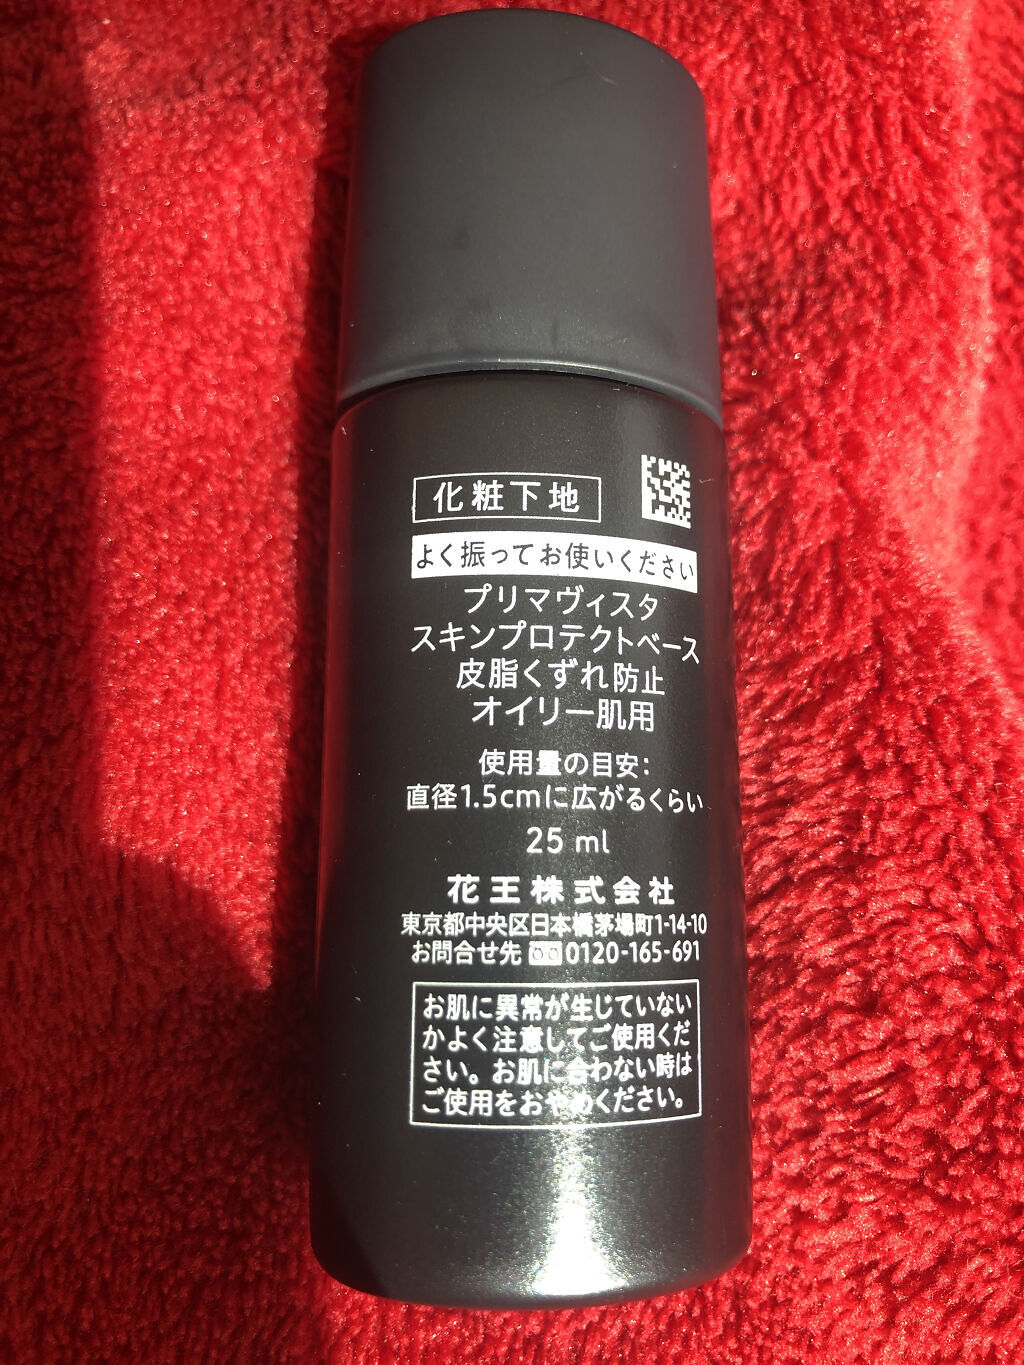 化粧下地
よく振ってお使いください
プリマヴィスタ
スキンプロテクトベース
皮脂くずれ防止
オイリー肌用
使用量の目安:
直径1.5cmに広がるくらい
25 ml
花王株式会社
東京都中央区日本橋茅場町1-14-10
お問合せ先 0120-165-691
お肌に異常が生じていない
かよく注意してご使用くだ
さい。お肌に合わない時は
ご使用をおやめください。